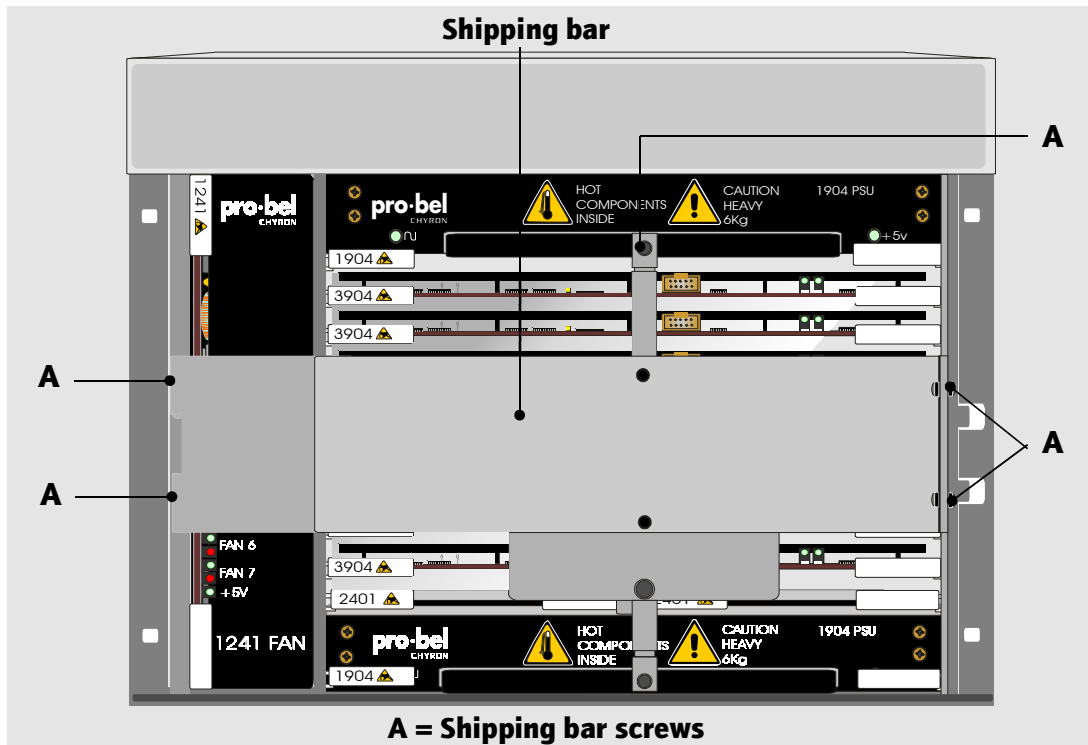 Shipping bar
A
1241
pro·bel
CHYRON
pro·bel
CHYRON
HOT
COMPONENTS
INSIDE
CAUTION
HEAVY
6Kg
1904 PSU
+5v
1904
3904
3904
A
A
A
FAN 6
FAN 7
+5V
3904
2401
1241 FAN
pro·bel
CHYRON
HOT
INSIDE
CAUTION
HEAVY
6Kg
1904 PSU
1904
A = Shipping bar screws